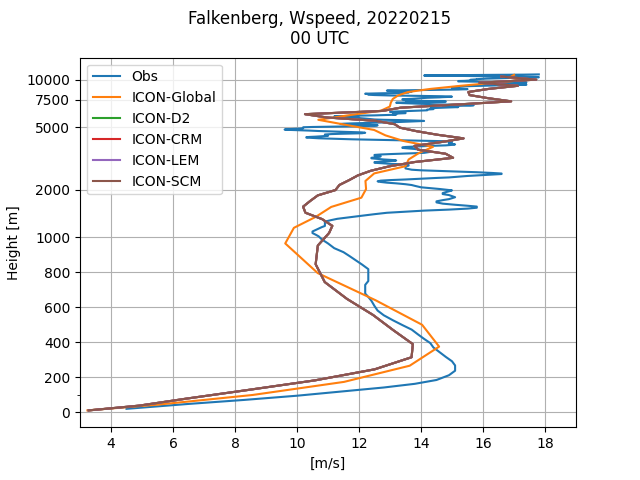 Falkenberg, Wspeed, 20220215
00 UTC
Obs
ICON-Global
ICON-D2
ICON-CRM
ICON-LEM
ICON-SCM
Height [m]
10000
7500
5000
2000
1000
800
600
400
200
0
4 6 8 10 12 14 16 18
[m/s]